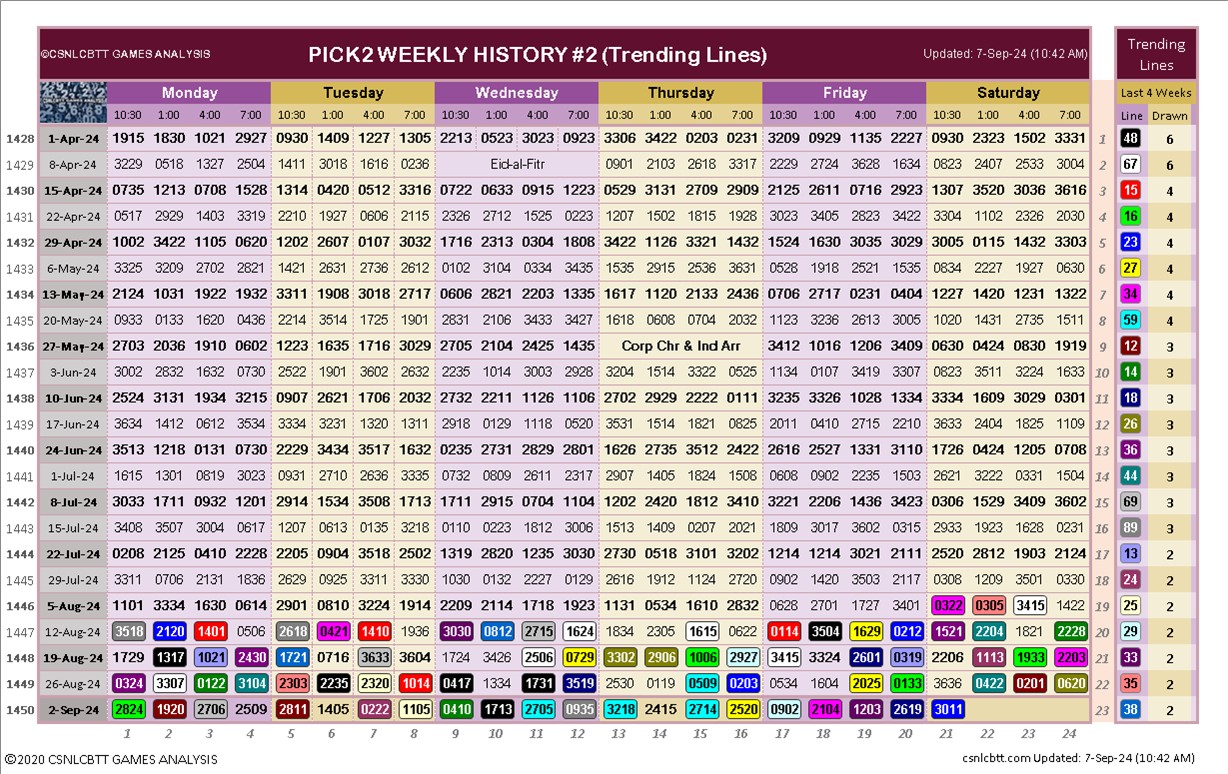 ©CSNLCBTT GAMES ANALYSIS PICK2 WEEKLY HISTORY #2 (Trending Lines) Updated: 7-Sep-24 (10:42 AM) Trending Lines
Monday Tuesday Wednesday Thursday Friday Saturday Last 4 Weeks
10:30 1:00 4:00 7:00 10:30 1:00 4:00 7:00 10:30 1:00 4:00 7:00 10:30 1:00 4:00 7:00 10:30 1:00 4:00 7:00 10:30 1:00 4:00 7:00 Line Drawn
1428 1-Apr-24 1915 1830 1021 2927 0930 1409 1227 1305 2213 0523 3023 0923 3306 3422 0203 0231 3209 0929 1135 2227 0930 2323 1502 3331 1 48 6
1429 8-Apr-24 3229 0518 1327 2504 1411 3018 1616 0236 Eid-al-Fitr 0901 2103 2618 3317 2229 2724 3628 1634 0823 2407 2533 3004 2 67 6
1430 15-Apr-24 0735 1213 0708 1528 1314 0420 0512 3316 0722 0633 0915 1223 0529 3131 2709 2909 2125 2611 0716 2923 1307 3520 3036 3616 3 15 4
1431 22-Apr-24 0517 2929 1403 3319 2210 1927 0606 2115 2326 2712 1525 0223 1207 1502 1815 1928 3023 3405 2823 3422 3304 1102 2326 2030 4 16 4
1432 29-Apr-24 1002 3422 1105 0620 1202 2607 0107 3032 1716 2313 0304 1808 3422 1126 3321 1432 1524 1630 3035 3029 3005 0115 1432 3303 5 23 4
1433 6-May-24 3325 3209 2702 2821 1421 2631 2736 2612 0102 3104 0334 3435 1535 2915 2536 3631 0528 1918 2521 1535 0834 2227 1927 0630 6 27 4
1434 13-May-24 2124 1031 1922 1932 3311 1908 3018 2717 0606 2821 2203 1335 1617 1120 2133 2436 0706 2717 0231 0404 1227 1420 1231 1322 7 34 4
1435 20-May-24 0933 0133 1620 0436 2214 3514 1725 1901 2831 2106 3433 3427 1618 0608 0704 2032 1123 3236 2613 3005 1020 1431 2735 1511 8 59 4
1436 27-May-24 2703 2036 1910 0602 1223 1635 1716 3023 2705 2104 2425 1435 Corp Chr & Ind Arr 3412 1016 1206 3409 0630 0424 0830 1919 9 12 3
1437 3-Jun-24 3002 2832 1632 0730 2522 1901 3602 2632 2235 1014 3003 2928 3204 1514 3322 0525 1134 0107 3419 3307 0823 3511 3224 1633 10 14 3
1438 10-Jun-24 2524 3131 1934 3215 0907 2621 1706 2032 2732 2211 1126 1106 2702 2929 2222 0111 3235 3326 1028 1334 3334 1609 3029 0301 11 18 3
1439 17-Jun-24 3634 1412 0612 3534 3334 3231 1320 1311 2918 0129 1118 0520 3531 1514 1821 0825 2011 0410 2715 2210 3633 2404 1825 1109 12 26 3
1440 24-Jun-24 3513 1218 0131 0730 2229 3434 3517 1632 0235 2731 2829 2801 1626 2735 3512 2422 2616 2527 1331 3110 1726 0424 1205 0708 13 36 3
1441 1-Jul-24 1615 1301 0819 3023 0931 2710 2636 3335 0732 0809 2611 2317 2907 1405 1824 1508 0608 0902 2235 1503 2621 3222 0331 1504 14 44 3
1442 8-Jul-24 3033 1711 0932 1201 2914 1534 3508 1713 1711 2915 0704 1104 1202 2420 1812 3410 3221 2206 1436 3423 0306 1529 3409 3602 15 69 3
1443 15-Jul-24 3408 3507 3004 0617 1207 0613 0135 3218 0110 0223 1812 3006 1513 1409 0207 2021 1809 3017 3602 0315 2933 1923 1628 0231 16 89 3
1444 22-Jul-24 0208 2125 0410 2228 2205 0904 3518 2502 1319 2820 1235 3030 2730 0518 3101 3202 1214 1214 3021 2111 2520 2812 1903 2124 17 13 2
1445 29-Jul-24 3311 0706 2131 1836 2629 0925 3311 3330 1030 0132 2227 0129 2616 1912 1124 2720 0902 1420 3503 2117 0308 1209 3501 0330 18 24 2
1446 5-Aug-24 1101 3334 1630 0614 2901 0810 3224 1914 2209 2114 1718 1923 1131 0534 1610 2832 0628 2701 1727 3401 0322 0305 3415 1422 19 25 2
1447 12-Aug-24 3518 2120 1401 0506 2618 0421 1410 1936 3030 0812 2715 1624 1834 2305 1615 0622 0114 3504 1629 0212 1521 2204 1821 2228 20 29 2
1448 19-Aug-24 1729 1317 1021 2430 1721 0716 3633 3604 1724 3426 2506 0729 3302 2906 1006 2927 3415 3324 2601 0319 2206 1113 1933 2203 21 33 2
1449 26-Aug-24 0324 3307 0122 3104 2303 2235 2320 1014 0417 1334 1731 3519 2530 0119 0509 0203 0534 1604 2025 0133 3636 0422 0201 0620 22 35 2
1450 2-Sep-24 2824 1920 2706 2509 2811 1405 0222 1105 0410 1713 2705 0935 3218 2415 2714 2520 0902 2104 1203 2619 3011 23 38 2
1 2 3 4 5 6 7 8 9 10 11 12 13 14 15 16 17 18 19 20 21 22 23 24
©2020 CSNLCBTT GAMES ANALYSIS csnlcbtt.com Updated: 7-Sep-24 (10:42 AM)